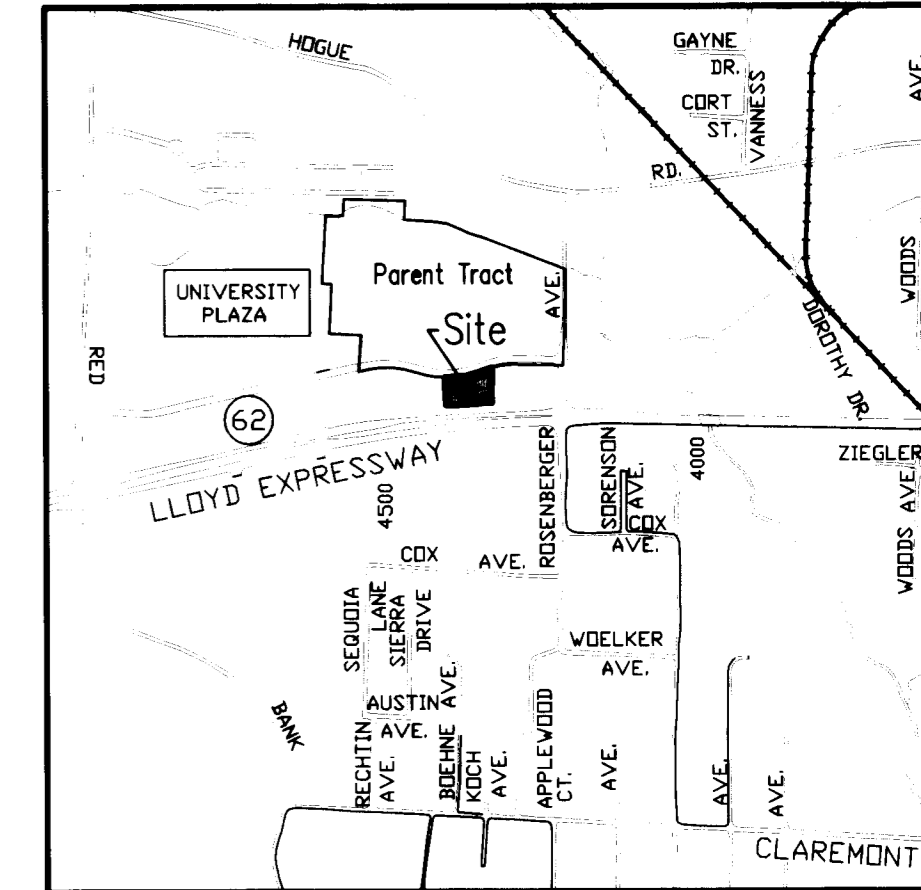 HOGUE
GAYNE
DR.
CORT
ST.
VANNESS
AVE.
RD.
WOODS
Parent Tract
AVE.
UNIVERSITY
PLAZA
Site
DOROTHY DR.
RED
62
LLOYD EXPRESSWAY
4500
ROSENBERGER
SORENSON
AVE.
4000
ZIEGLER
COX
AVE.
WOODS AVE.
COX AVE.
SEQUOIA
LANE
SIERRA
DRIVE
WOELKER
AVE.
BANK
AUSTIN
AVE.
AVE.
RECHTIN
AVE.
BOEHNE
KOCH
AVE.
APPLEWOOD
CT.
AVE.
AVE.
AVE.
CLAREMONT